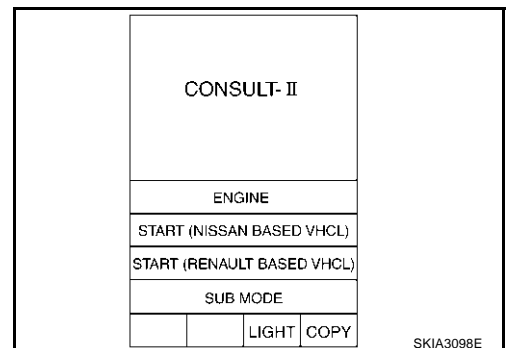 CONSULT-II
ENGINE
START (NISSAN BASED VHCL)
START (RENAULT BASED VHCL)
SUB MODE
LIGHT COPY
SKIA3098E